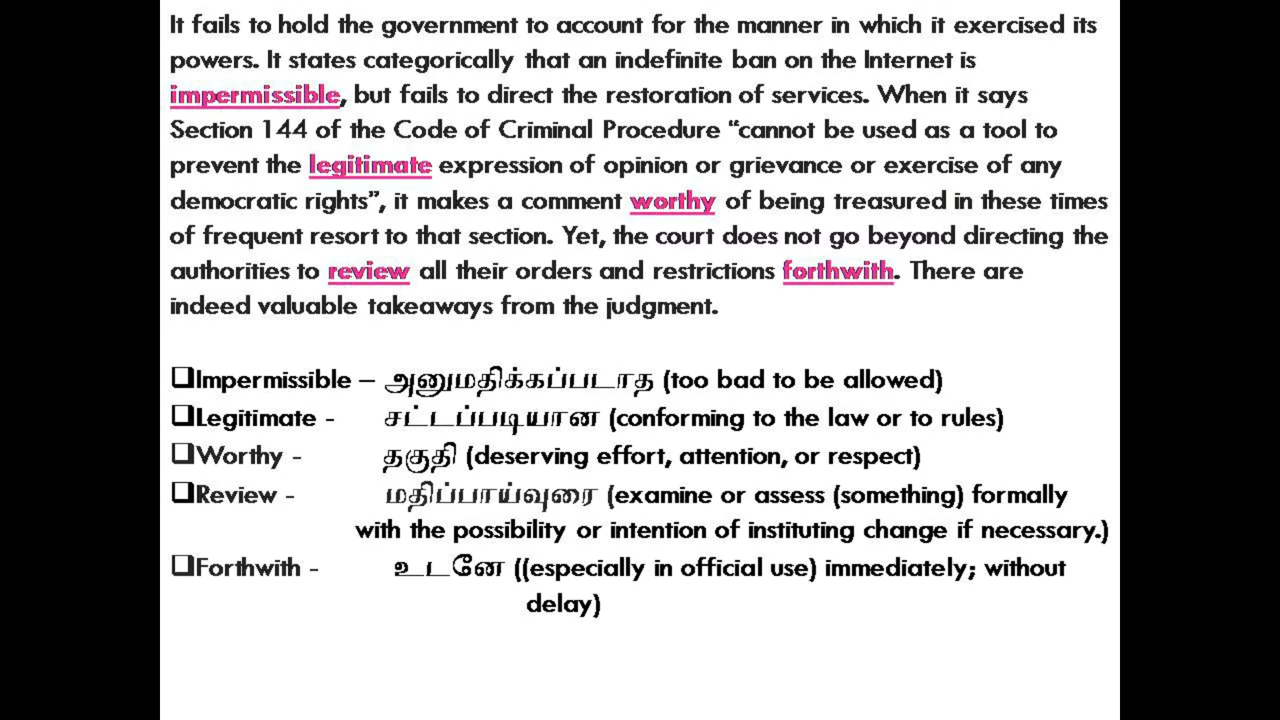 It fails to hold the government to account for the manner in which it exercised its
powers. It states categorically that an indefinite ban on the Internet is
impermissible, but fails to direct the restoration of services. When it says
Section 144 of the Code of Criminal Procedure “cannot be used as a tool to
prevent the legitimate expression of opinion or grievance or exercise of any
democratic rights”, it makes a comment worthy of being treasured in these times
of frequent resort to that section. Yet, the court does not go beyond directing the
authorities to review all their orders and restrictions forthwith. There are
indeed valuable takeaways from the judgment.
❑Impermissible – அனுமதிக்கப்படாத (too bad to be allowed)
❑Legitimate - சட்டப்படியான (conforming to the law or to rules)
❑Worthy - தகுதி (deserving effort, attention, or respect)
❑Review - மதிப்பாய்வுரை (examine or assess (something) formally
with the possibility or intention of instituting change if necessary.)
❑Forthwith - உடனே ((especially in official use) immediately; without
delay)